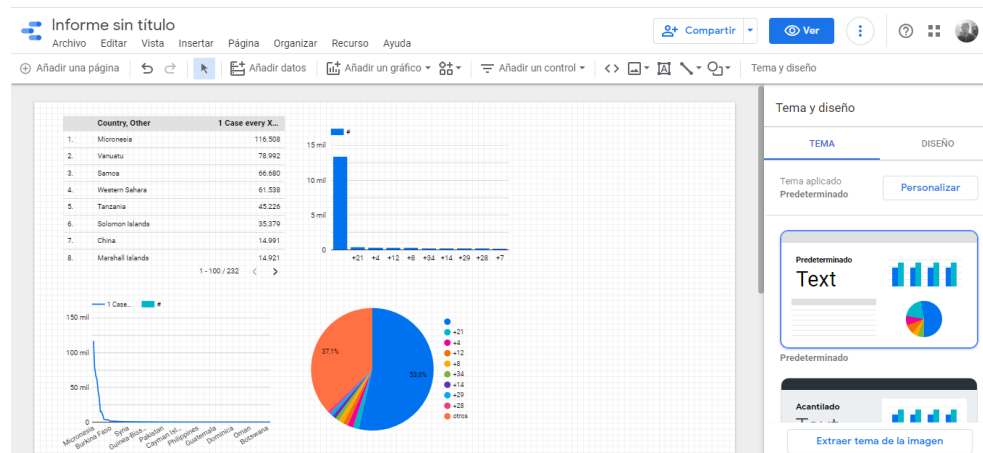 Informe sin título
Archivo Editar Vista Insertar Página Organizar Recurso Ayuda
Compartir
Ver
Añadir una página
Añadir datos
Añadir un gráfico
Añadir un control
Tema y diseño
Country, Other 1 Case every X...
1. Micronesia 116.508
2. Vanuatu 78.992
3. Samoa 66.680
4. Western Sahara 61.538
5. Tanzania 45.226
6. Solomon Islands 35.379
7. China 14.991
8. Marshall Islands 14.921
1 - 100 / 232 < >
#
15 mil
10 mil
5 mil
0
+21 +4 +12 +8 +34 +14 +29 +28 +7
1 Case... #
150 mil
100 mil
50 mil
0
Micronesia Burkina Faso Syria Guinea-Biss... Pakistan Cayman Isl... Philippines Guatemala Dominica Oman Botswana
37,1%
53,6%
+21
+4
+12
+8
+34
+14
+29
+28
otros
Tema y diseño
TEMA DISEÑO
Tema aplicado
Predeterminado
Personalizar
Predeterminado
Text
Predeterminado
Acantilado
Extraer tema de la imagen